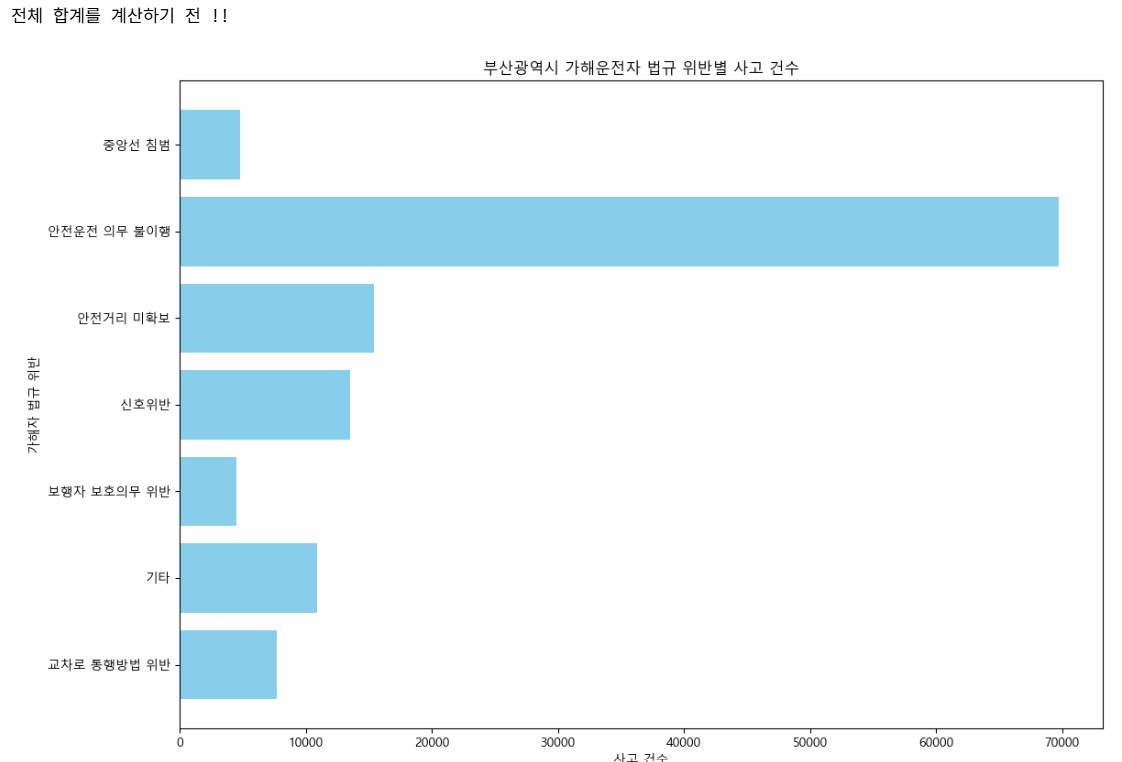 전체 합계를 계산하기 전 !!
부산광역시 가해운전자 법규 위반별 사고 건수
중앙선 침범
안전운전 의무 불이행
안전거리 미확보
신호위반
보행자 보호의무 위반
기타
교차로 통행방법 위반
가해자 법규 위반
0 10000 20000 30000 40000 50000 60000 70000
사고 건수